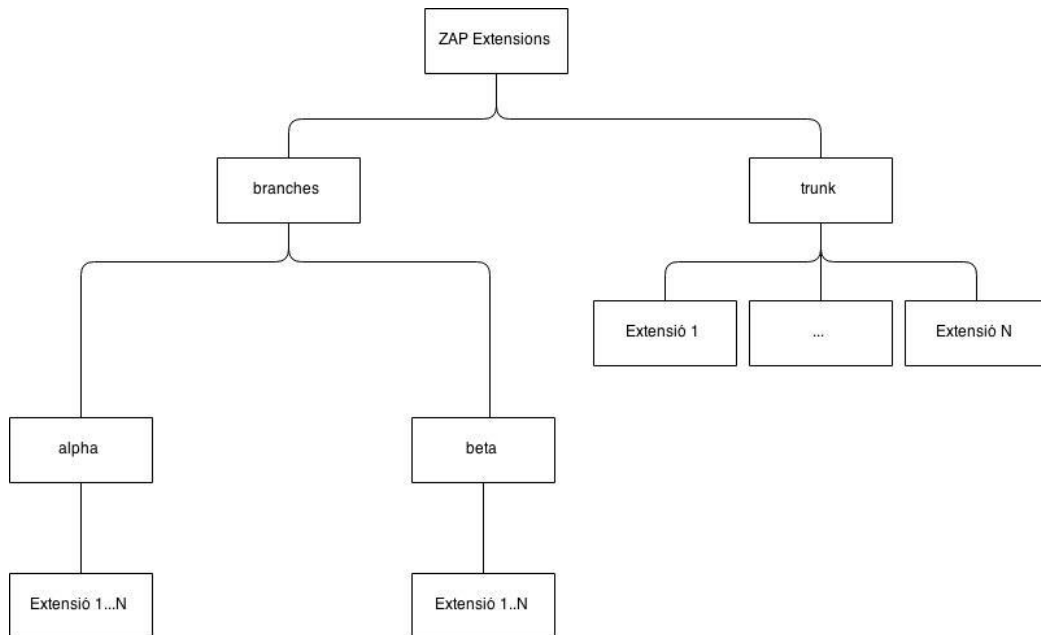 ZAP Extensions
branches
trunk
Extensió 1
...
Extensió N
alpha
beta
Extensió 1...N
Extensió 1..N